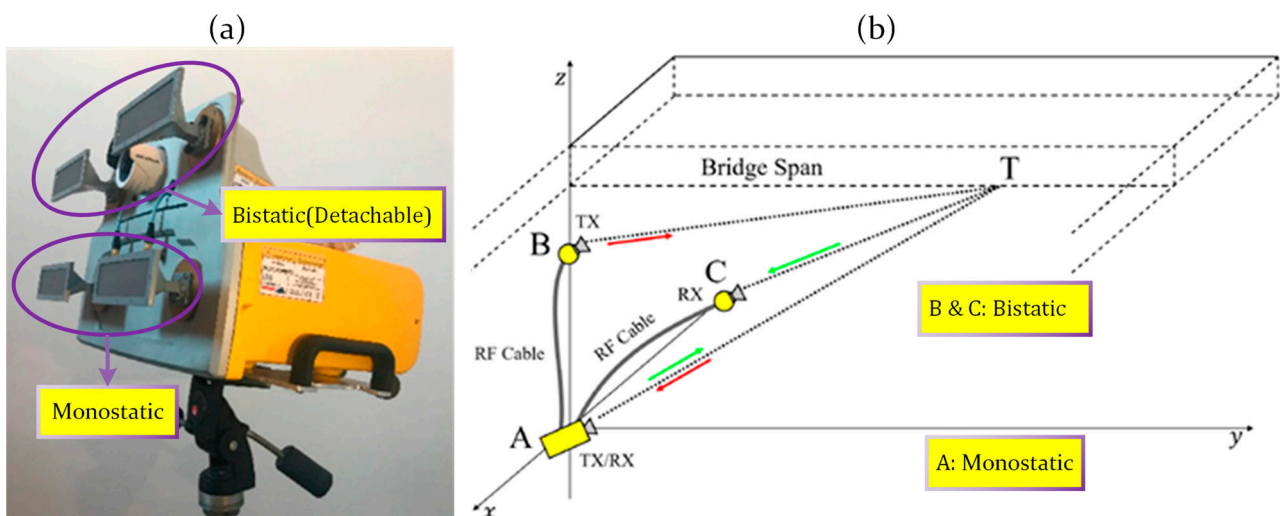 (a)
(b)
Bistatic(Detachable)
Monostatic
z
Bridge Span
T
TX
B
C
RX
RF Cable
RF Cable
B & C: Bistatic
A
TX/RX
y
A: Monostatic
x